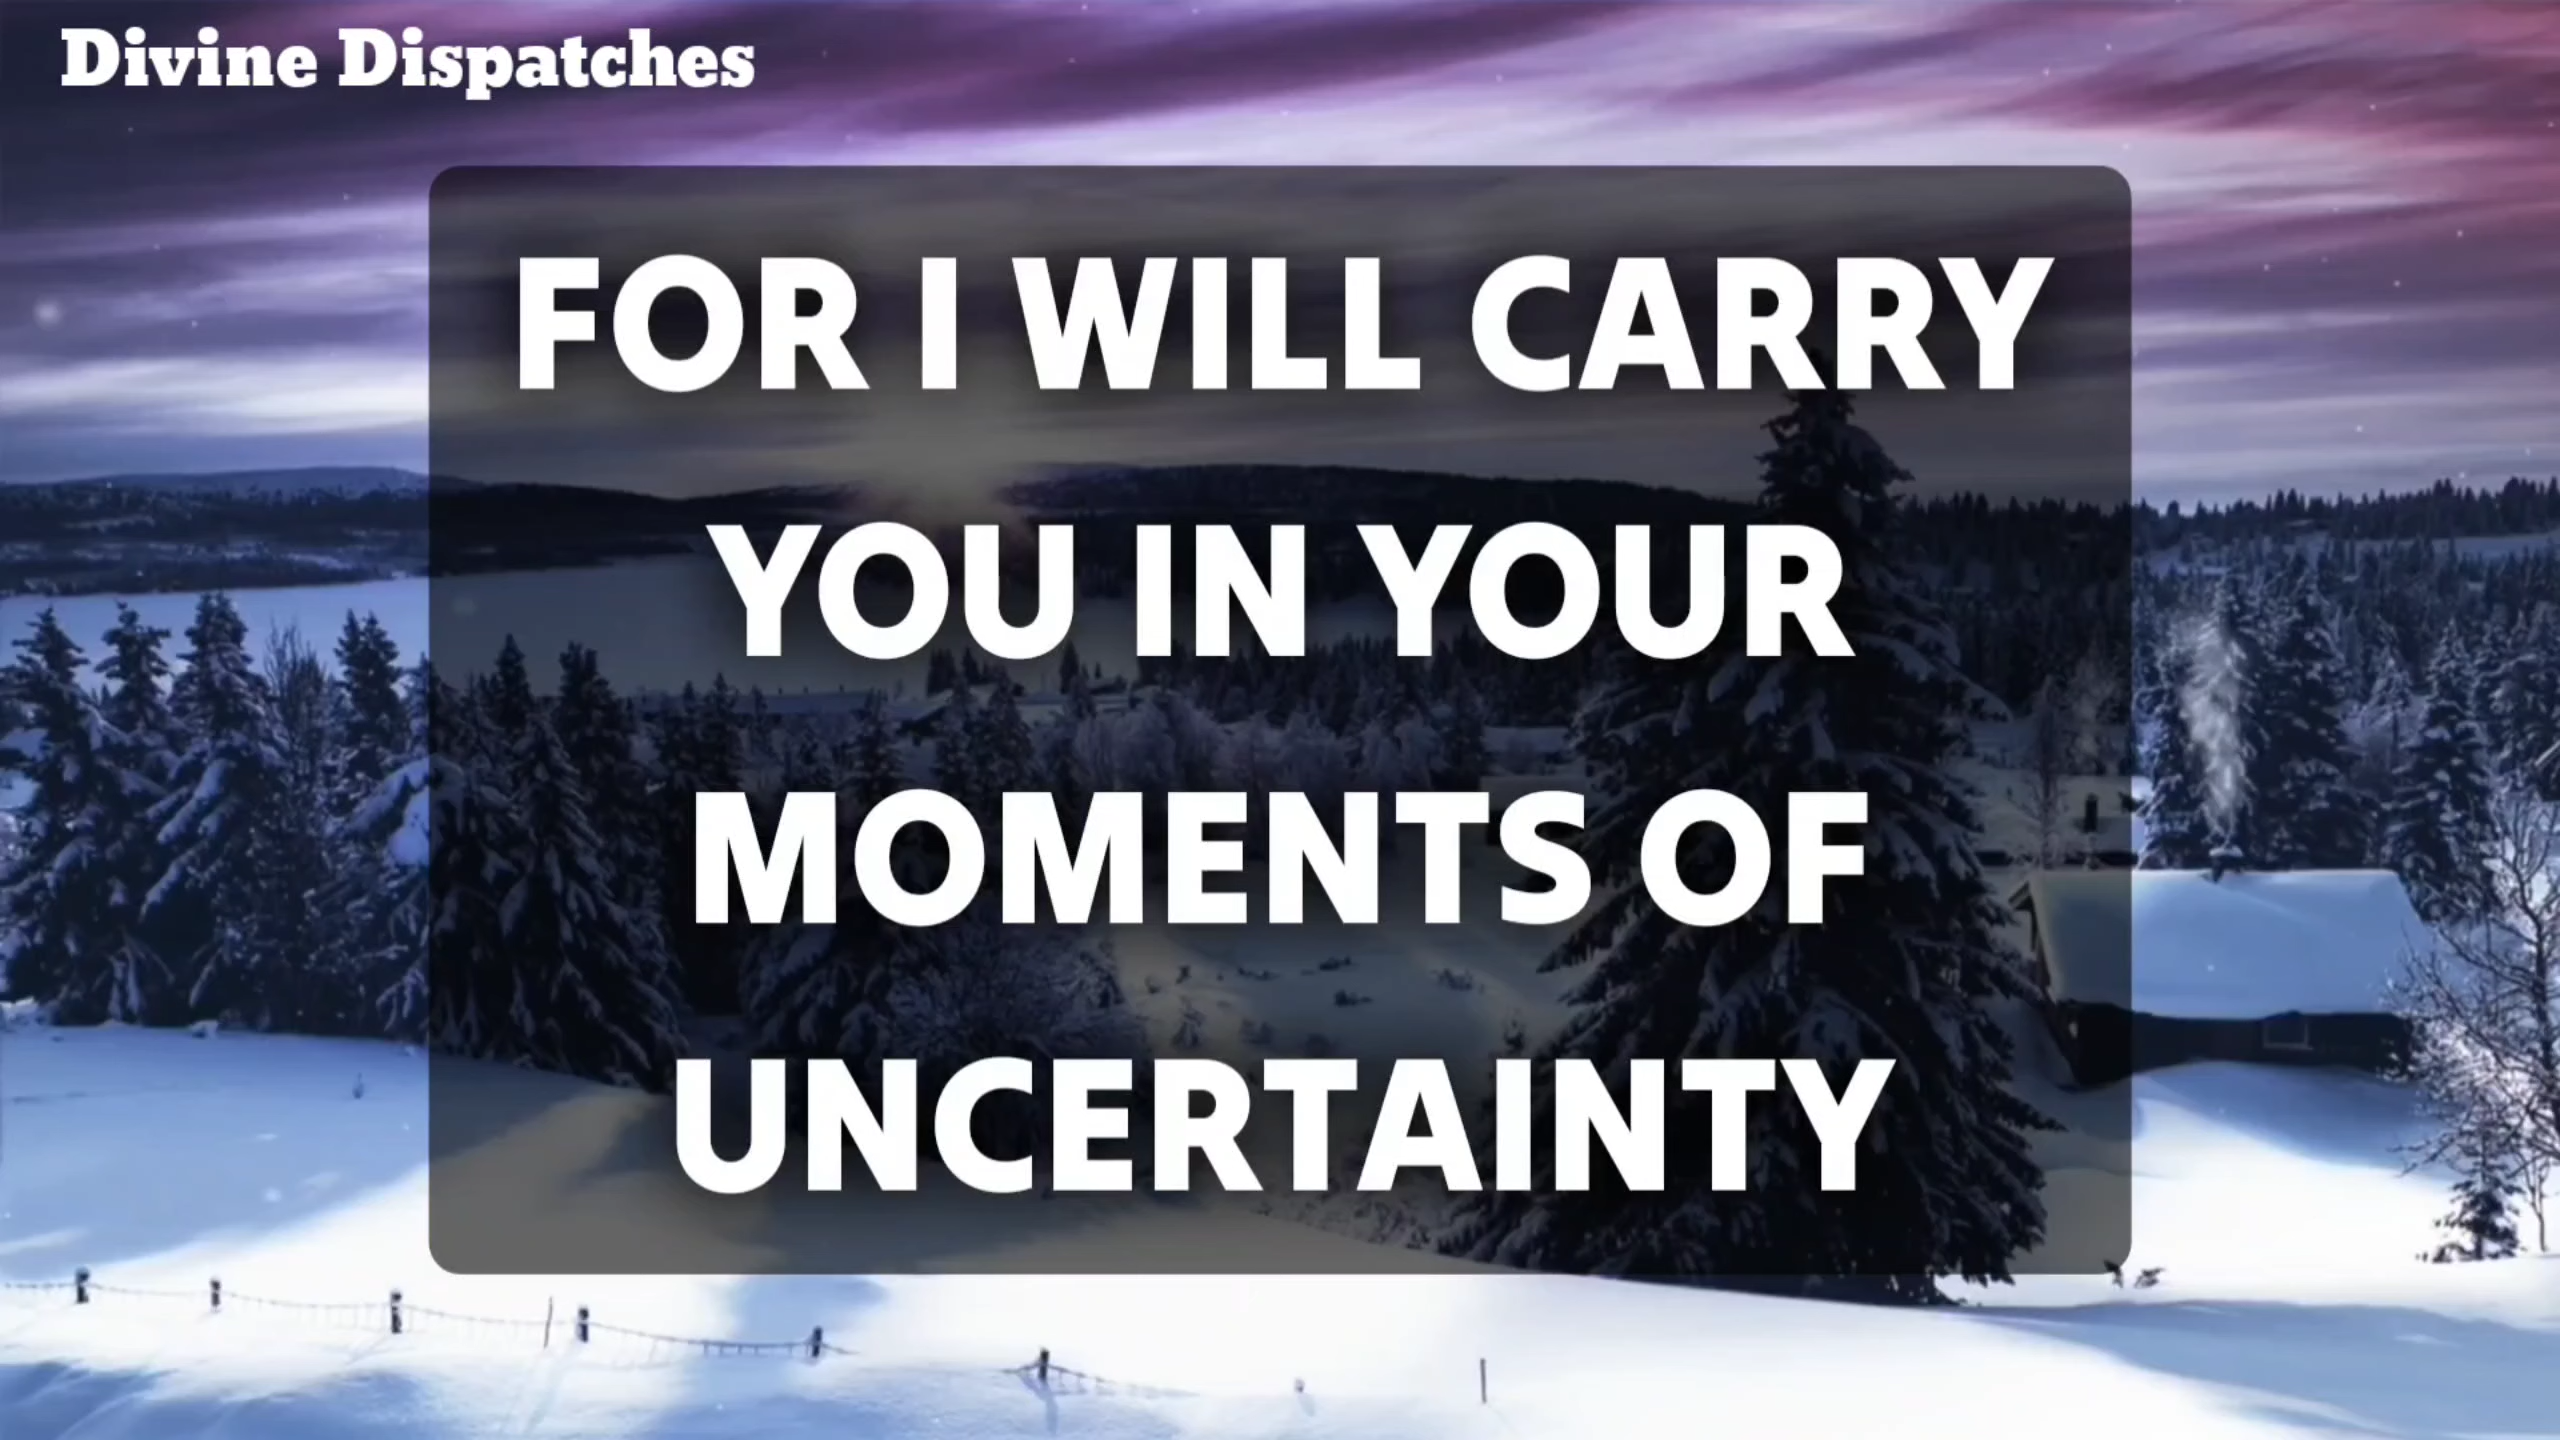 Divine Dispatches
FOR I WILL CARRY
YOU IN YOUR
MOMENTS OF
UNCERTAINTY